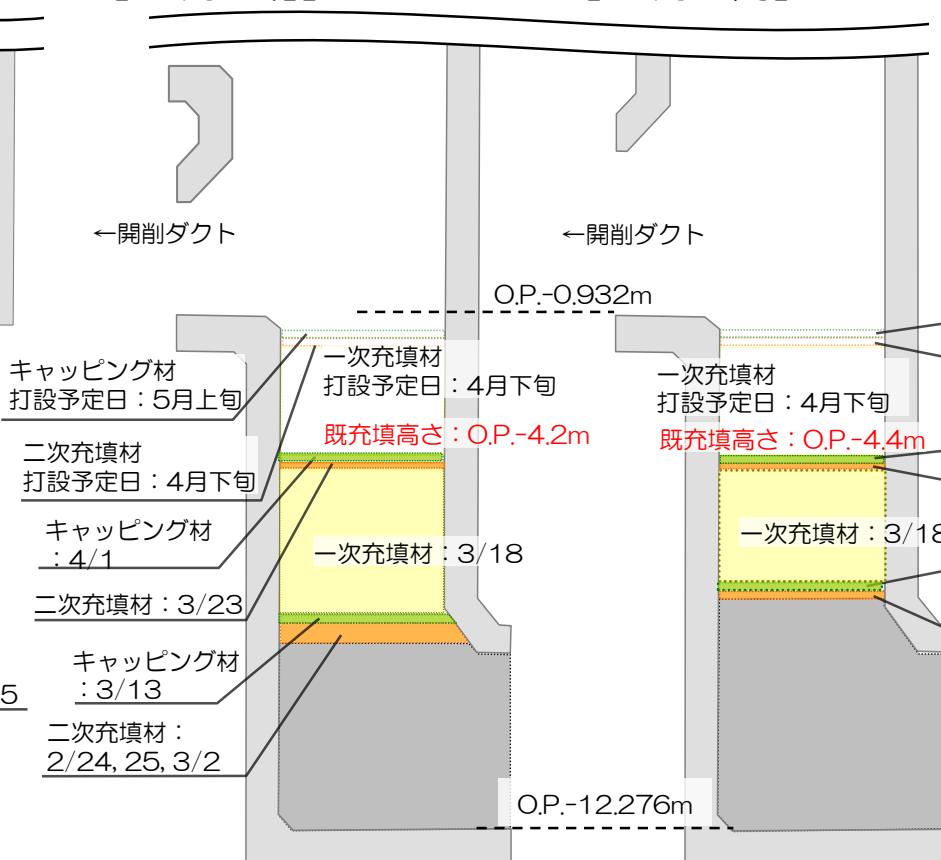 ←開削ダクト
←開削ダクト
O.P.-0.932m
キャッピング材
打設予定日：5月上旬
一次充填材
打設予定日：4月下旬
一次充填材
打設予定日：4月下旬
既充填高さ：O.P.-4.2m
既充填高さ：O.P.-4.4m
二次充填材
打設予定日：4月下旬
キャッピング材
：4/1
一次充填材：3/18
一次充填材：3/18
二次充填材：3/23
キャッピング材
：3/13
5
二次充填材：
2/24, 25, 3/2
O.P.-12.276m